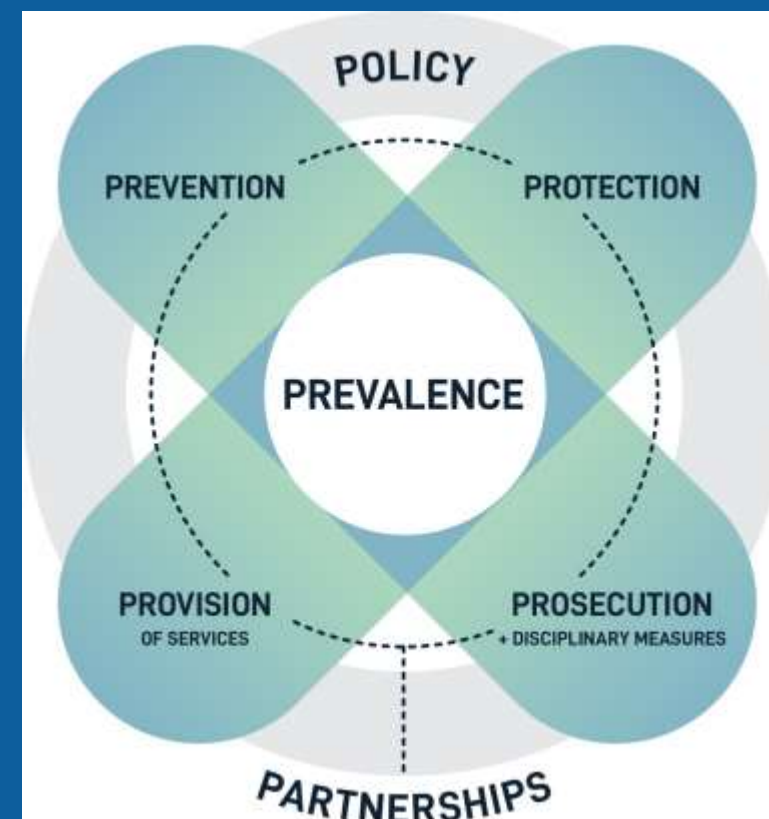 POLICY
PREVENTION
PROTECTION
PREVALENCE
PROVISION
OF SERVICES
PROSECUTION
+ DISCIPLINARY MEASURES
PARTNERSHIPS